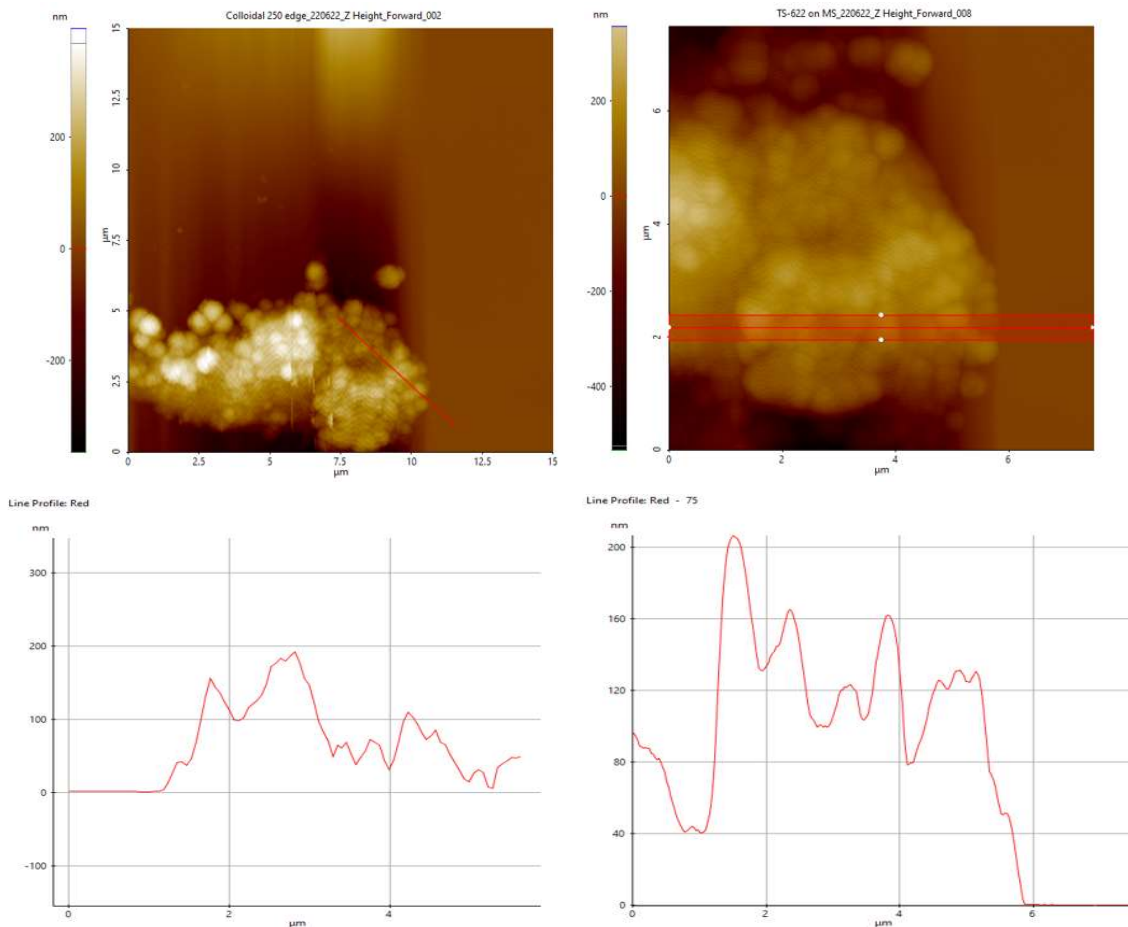 Colloidal 250 edge_220622_Z Height_Forward_002
nm
200
0
-200
15
12.5
10
7.5
µm
5
2.5
0
0 2.5 5 7.5 10 12.5 15
µm
TS-622 on MS_220622_Z Height_Forward_008
nm
200
0
-200
-400
6
4
µm
2
0
0 2 4 6
µm
Line Profile: Red
nm
300
200
100
0
-100
0 2 4
µm
Line Profile: Red - 75
nm
200
160
120
80
40
0
0 2 4 6
µm